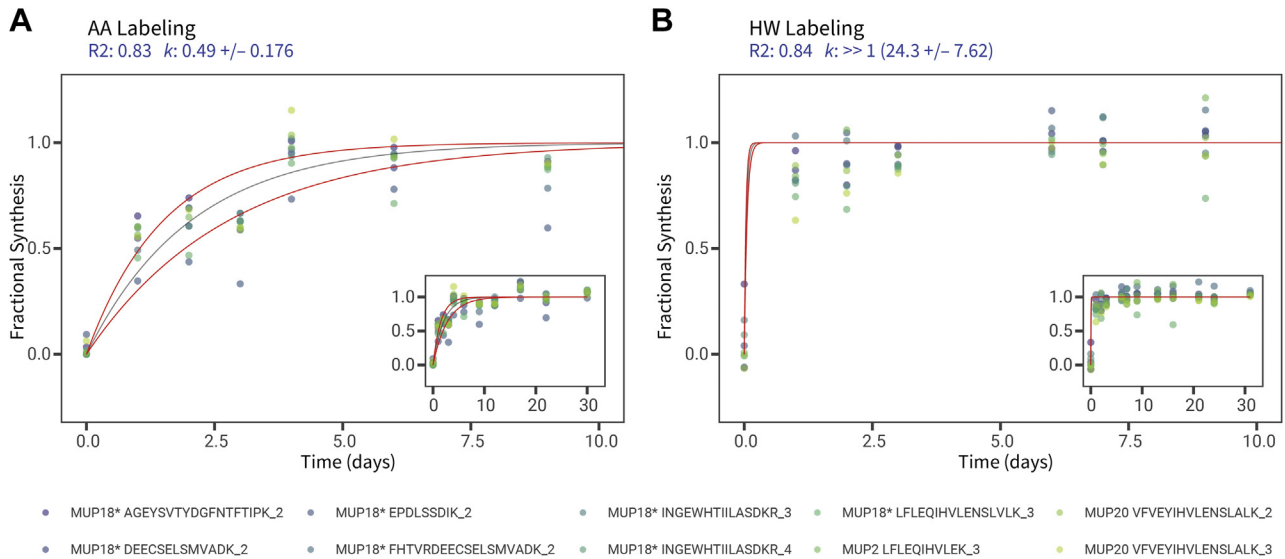 A
AA Labeling
R2: 0.83 k: 0.49 +/– 0.176
Fractional Synthesis
1.0
0.5
0.0
0.0
2.5
5.0
7.5
10.0
Time (days)
1.0
0.5
0.0
0
10
20
30
B
HW Labeling
R2: 0.84 k: >> 1 (24.3 +/– 7.62)
Fractional Synthesis
1.0
0.5
0.0
0.0
2.5
5.0
7.5
10.0
Time (days)
1.0
0.5
0.0
0
10
20
30
MUP18* AGEYSVTYDGFNTFTIPK_2
MUP18* EPDLSSDIK_2
MUP18* INGEWHTIILASDKR_3
MUP18* LFLEQIHVLENSLVLK_3
MUP20 VFVEYIHVLENSLALK_2
MUP18* DEECSELSMVADK_2
MUP18* FHTVRDEECSELSMVADK_2
MUP18* INGEWHTIILASDKR_4
MUP2 LFLEQIHVLEK_3
MUP20 VFVEYIHVLENSLALK_3